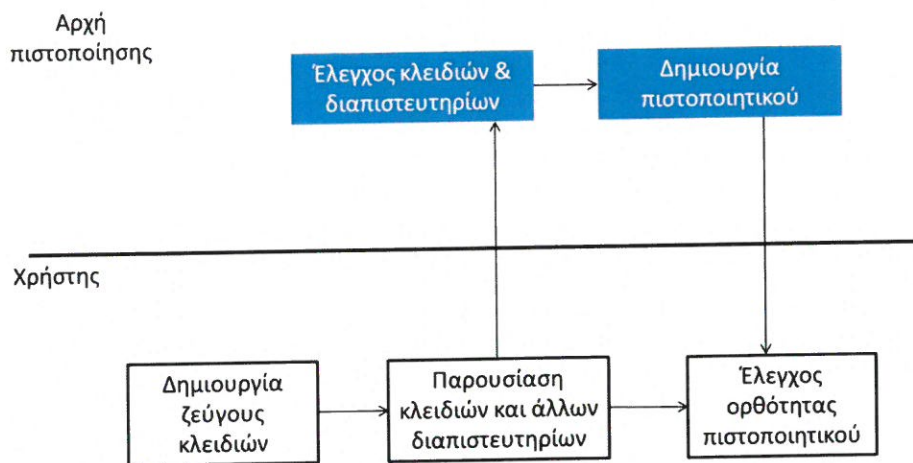 Αρχή
πιστοποίησης
Έλεγχος κλειδιών &
διαπιστευτηρίων
Δημιουργία
πιστοποιητικού
Χρήστης
Δημιουργία
ζεύγους
κλειδιών
Παρουσίαση
κλειδιών και άλλων
διαπιστευτηρίων
Έλεγχος
ορθότητας
πιστοποιητικού